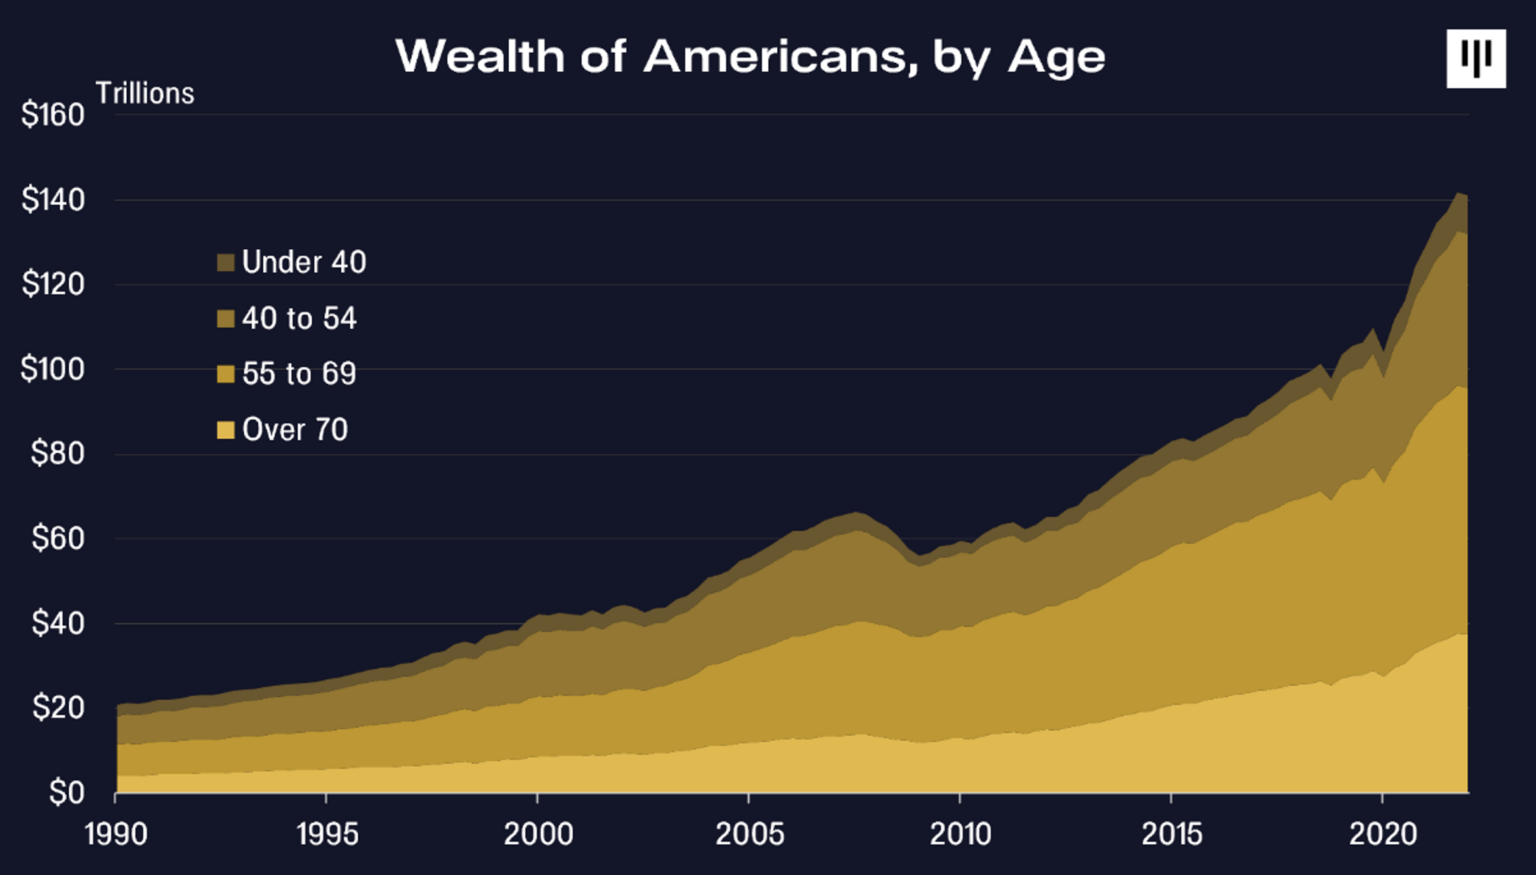 Wealth of Americans, by Age
Trillions
$160
$140
$120
$100
$80
$60
$40
$20
$0
Under 40
40 to 54
55 to 69
Over 70
1990 1995 2000 2005 2010 2015 2020